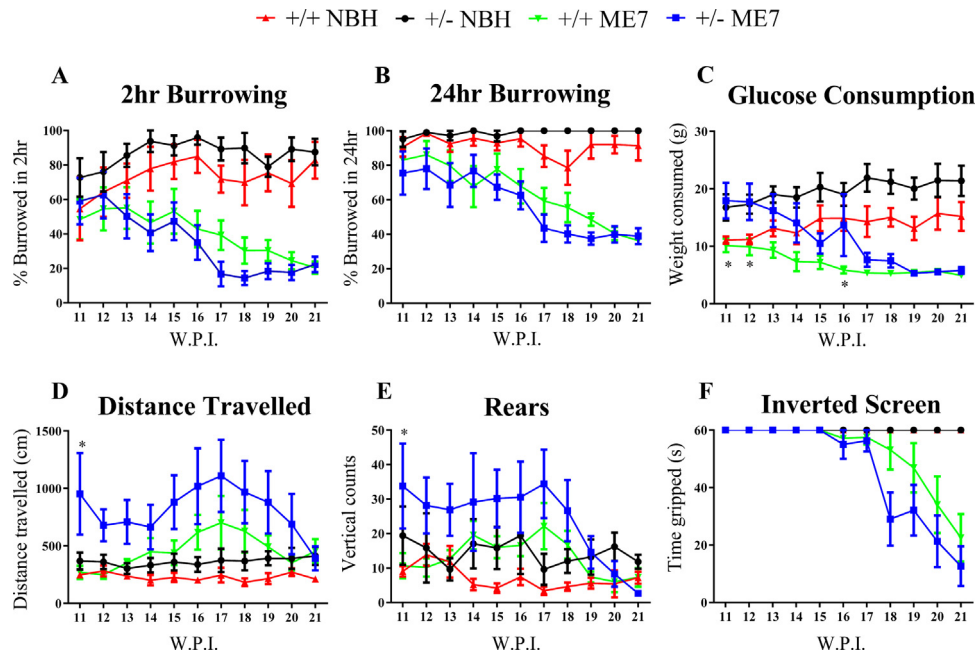 +/+ NBH +/- NBH +/+ ME7 +/- ME7
A
2hr Burrowing
% Burrowed in 2hr
100
80
60
40
20
0
11 12 13 14 15 16 17 18 19 20 21
W.P.I.
B
24hr Burrowing
% Burrowed in 24hr
100
80
60
40
20
0
11 12 13 14 15 16 17 18 19 20 21
W.P.I.
C
Glucose Consumption
Weight consumed (g)
30
20
10
0
* * *
11 12 13 14 15 16 17 18 19 20 21
W.P.I.
D
Distance Travelled
Distance travelled (cm)
1500
1000
500
0
*
11 12 13 14 15 16 17 18 19 20 21
W.P.I.
E
Rears
Vertical counts
50
40
30
20
10
0
*
11 12 13 14 15 16 17 18 19 20 21
W.P.I.
F
Inverted Screen
Time gripped (s)
60
40
20
0
11 12 13 14 15 16 17 18 19 20 21
W.P.I.